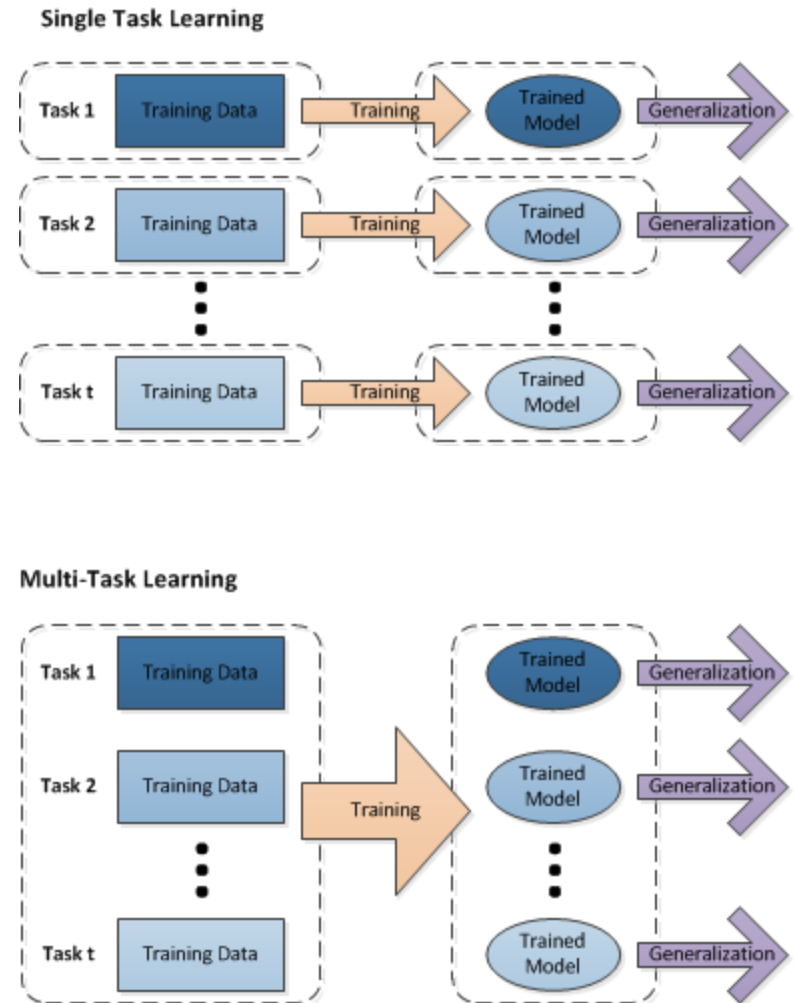 Single Task Learning
Task 1
Training Data
Training
Trained
Model
Generalization
Task 2
Training Data
Training
Trained
Model
Generalization
Task t
Training Data
Training
Trained
Model
Generalization
Multi-Task Learning
Task 1
Training Data
Trained
Model
Generalization
Task 2
Training Data
Training
Trained
Model
Generalization
Task t
Training Data
Trained
Model
Generalization